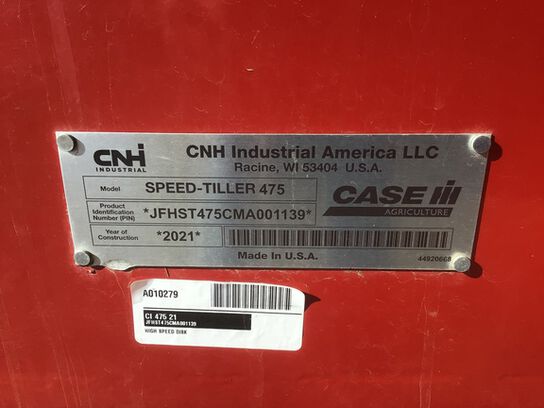 CNH
INDUSTRIAL
CNH Industrial America LLC
Racine, WI 53404 U.S.A.
Model
SPEED-TILLER 475
Product
Identification
Number (PIN)
*JFHST475CMA001139*
CASE IH
AGRICULTURE
Year of
Construction
*2021*
Made In U.S.A.
44920668
A010279
CI 475 21
JFHST475CMA001139
HIGH SPEED DISK